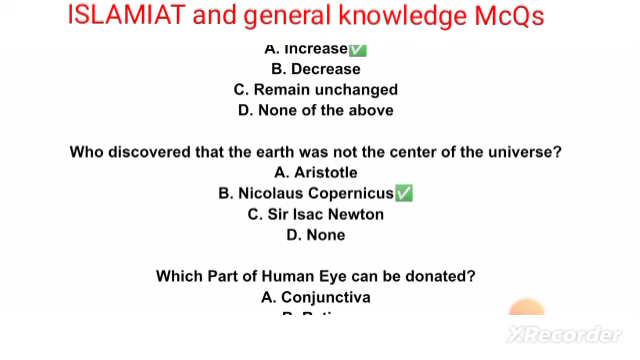 ISLAMIAT and general knowledge McQs
A. Increase✅
B. Decrease
C. Remain unchanged
D. None of the above
Who discovered that the earth was not the center of the universe?
A. Aristotle
B. Nicolaus Copernicus✅
C. Sir Isac Newton
D. None
Which Part of Human Eye can be donated?
A. Conjunctiva
XRecorder